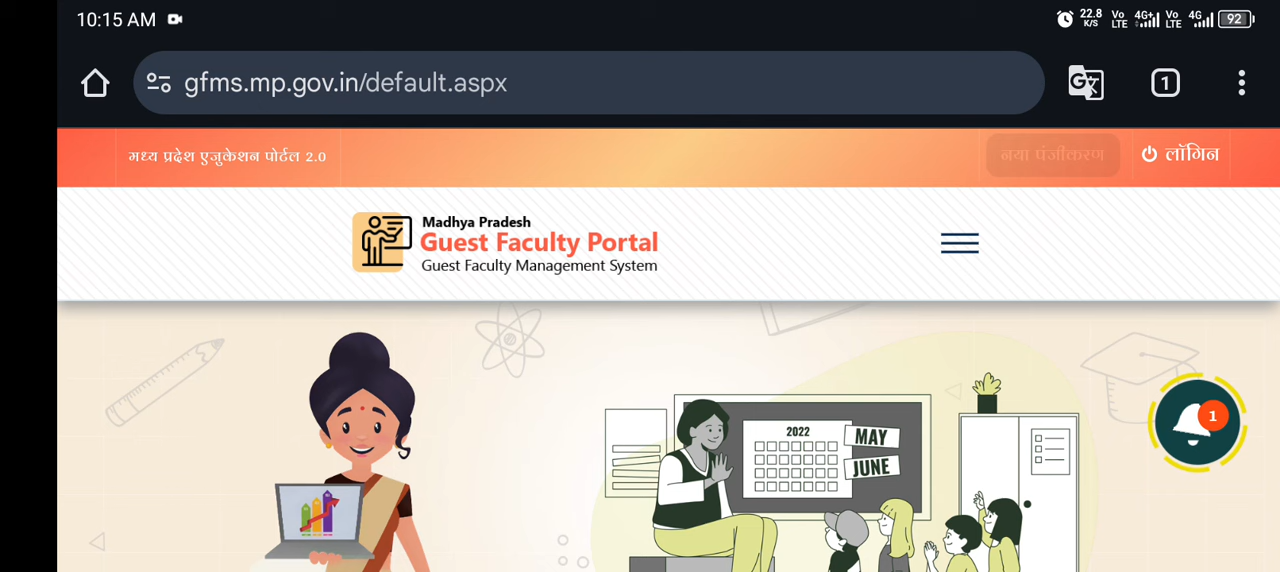 10:15 AM
22.8 K/S Vo LTE 4G+ Vo LTE 4G 92
gfms.mp.gov.in/default.aspx
1
मध्य प्रदेश एजुकेशन पोर्टल 2.0
नया पंजीकरण
लॉगिन
Madhya Pradesh
Guest Faculty Portal
Guest Faculty Management System
2022
MAY
JUNE
1